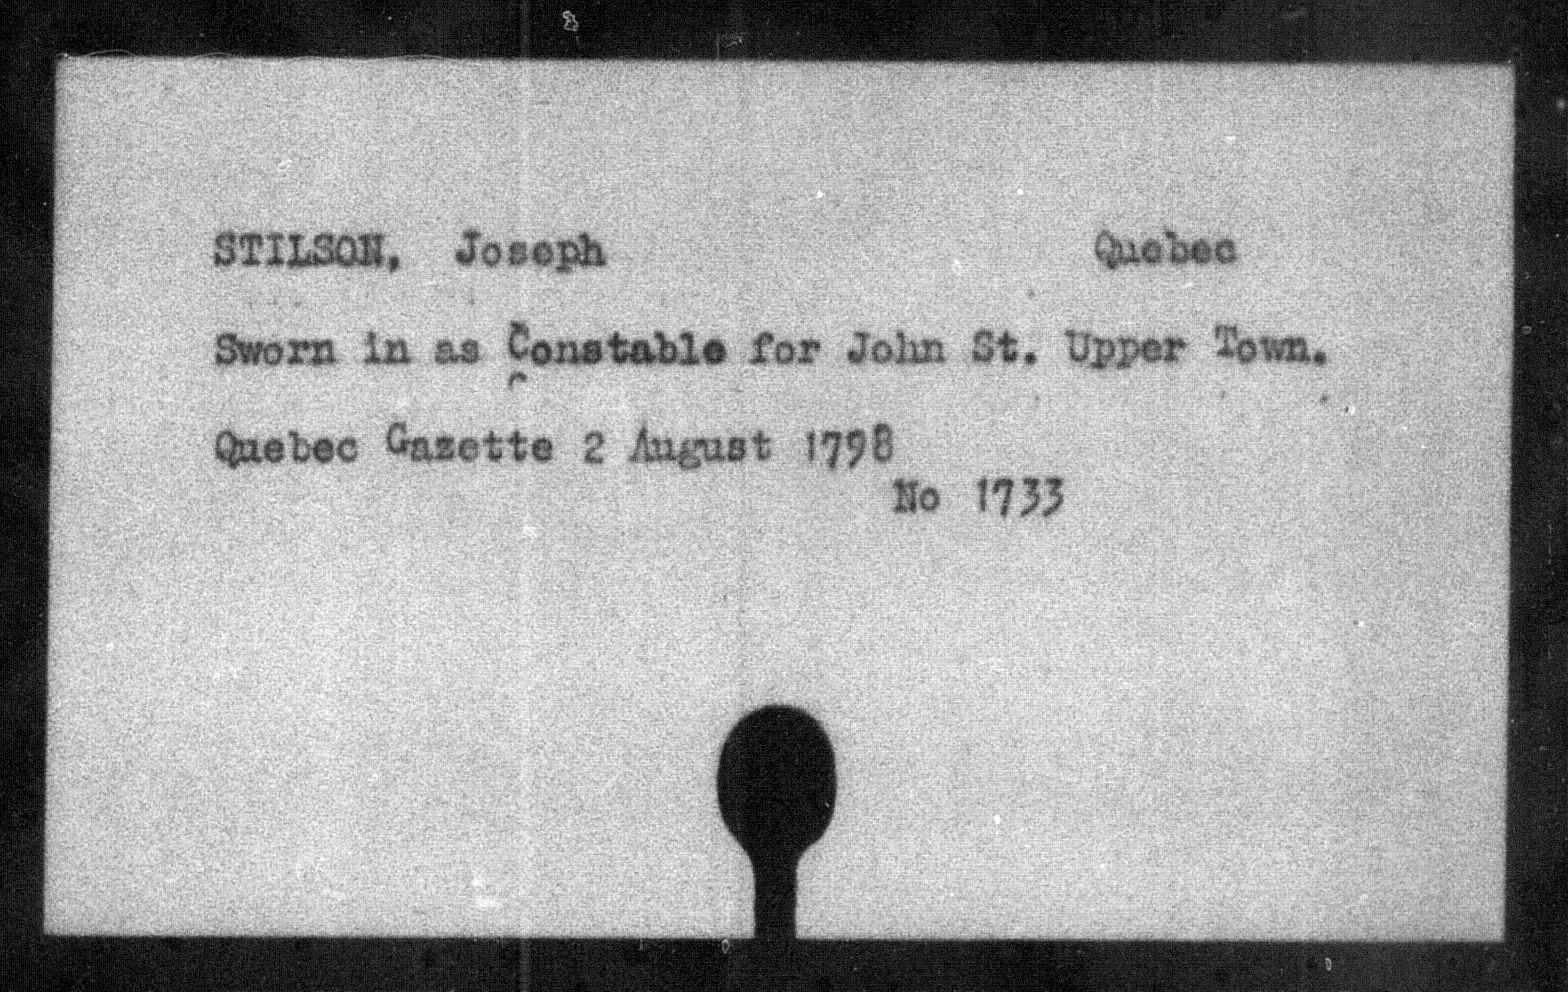 STILSON, Joseph Quebec
Sworn in as Constable for John St. Upper Town.
Quebec Gazette 2 August 1798
No 1733